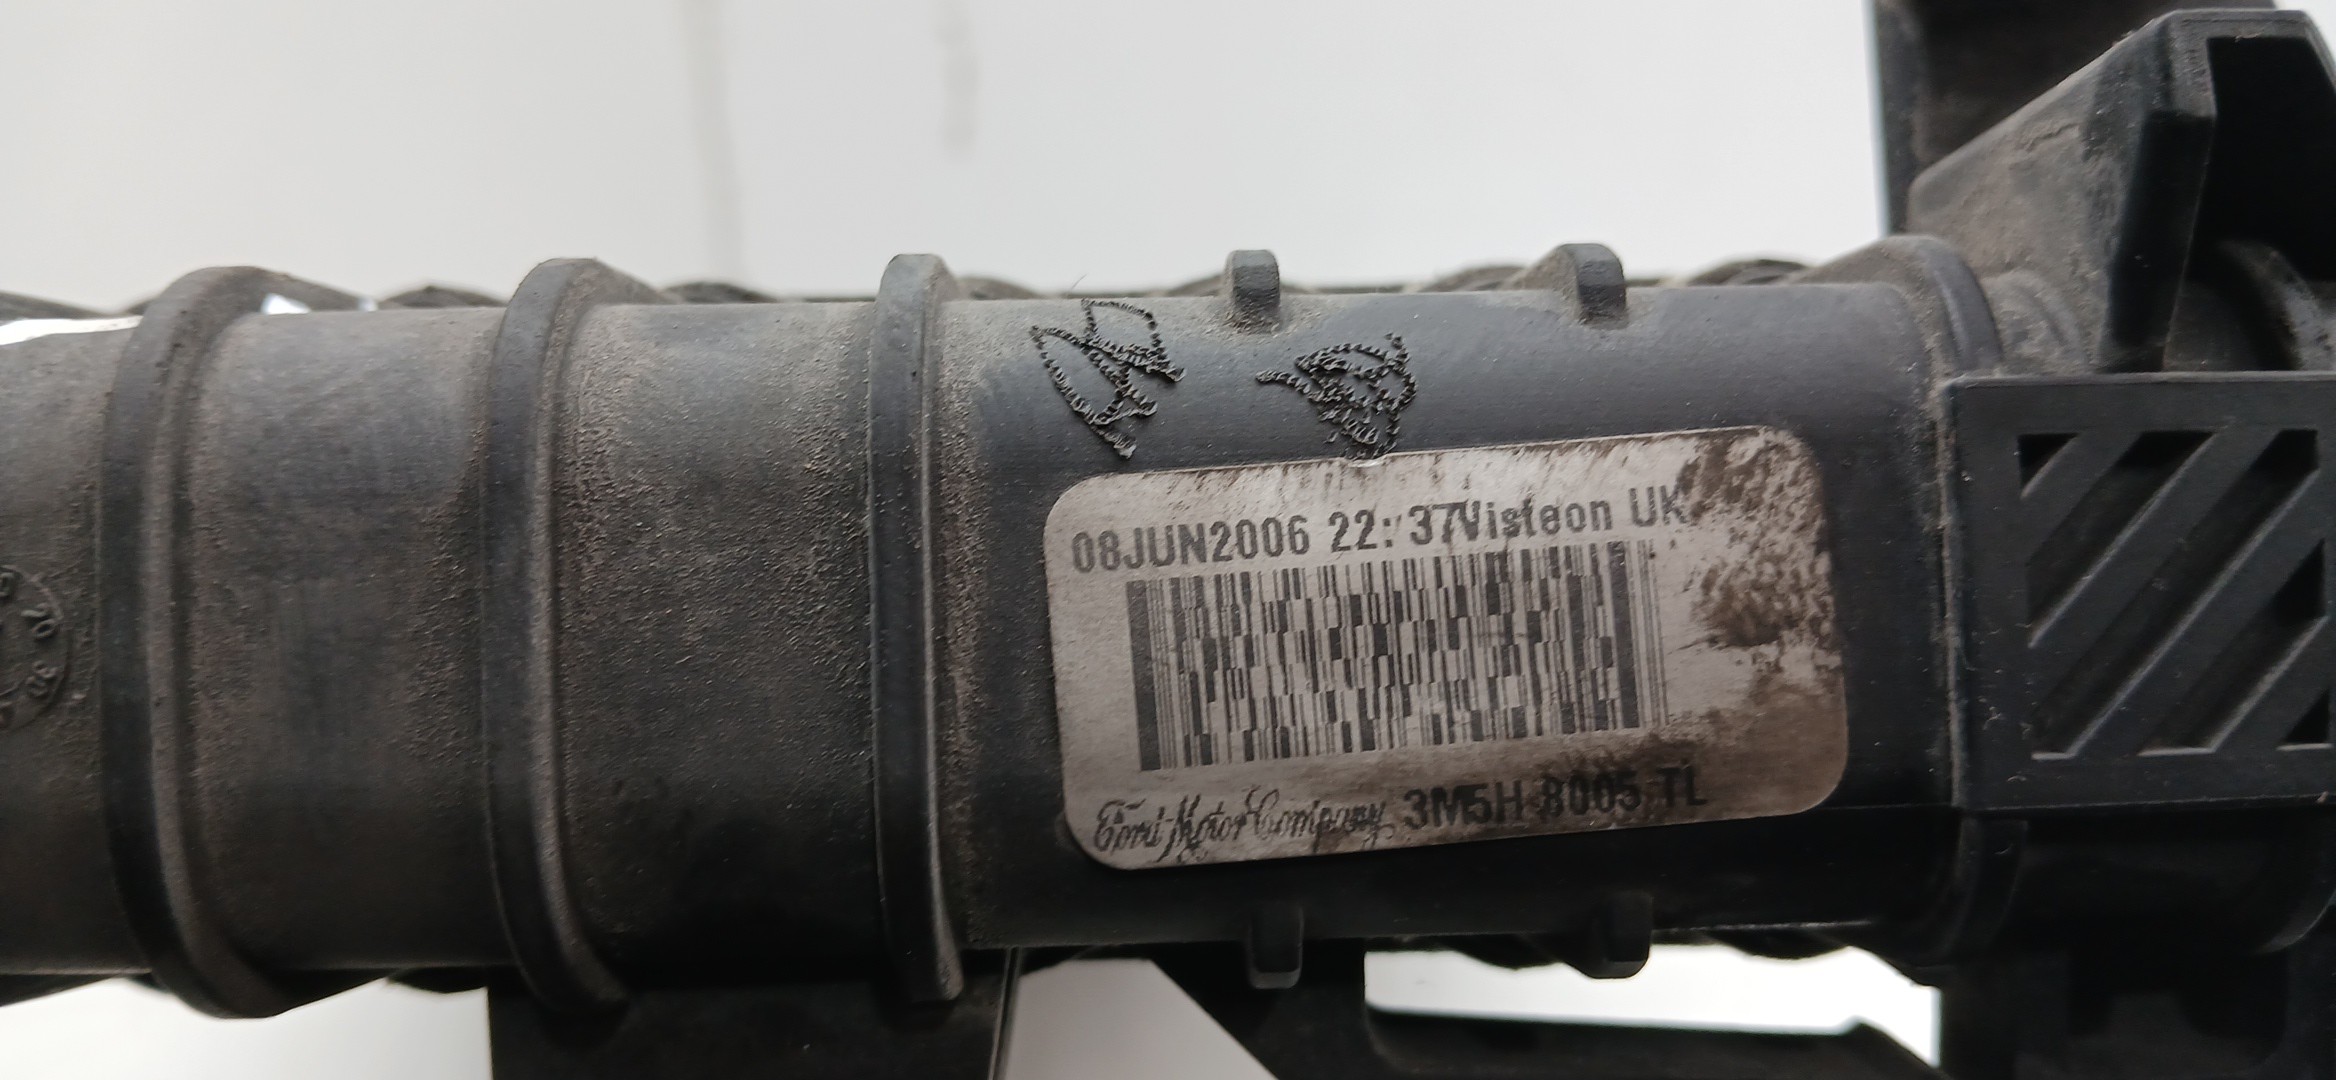 08JUN2006 22:37Visteon UK
Ford Motor Company 3M5H 8005 TL